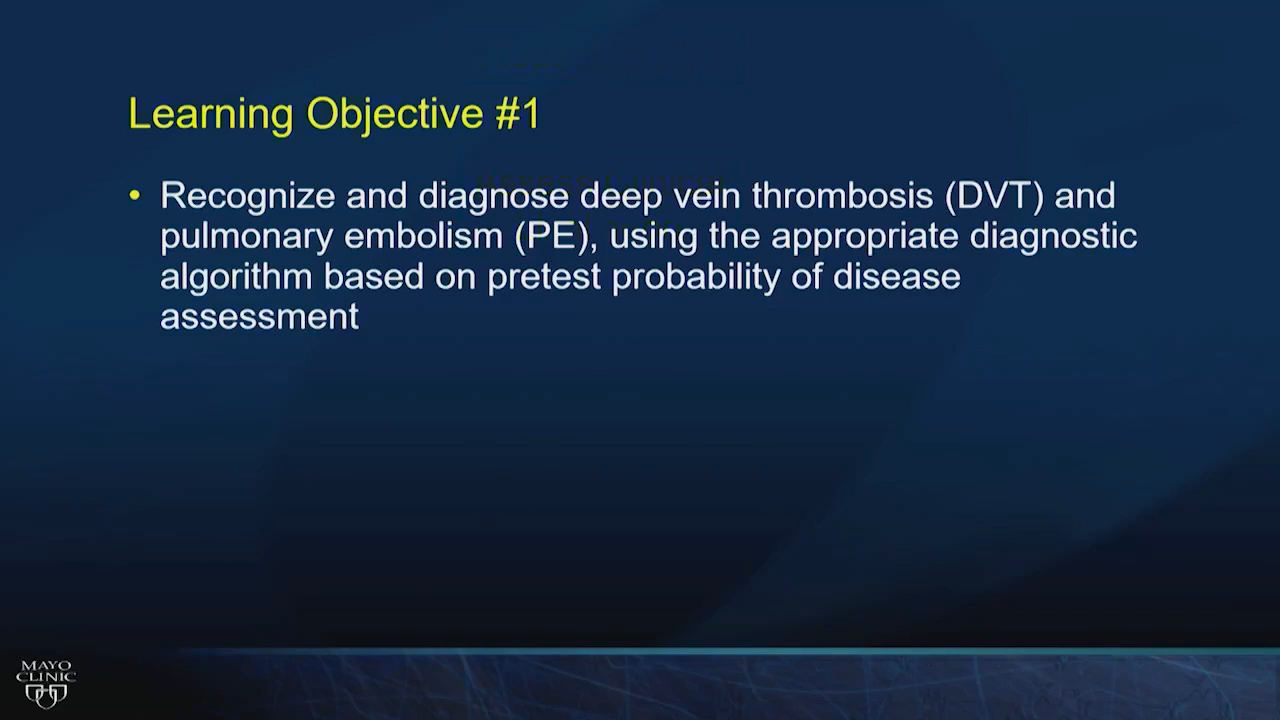 Learning Objective #1
• Recognize and diagnose deep vein thrombosis (DVT) and
pulmonary embolism (PE), using the appropriate diagnostic
algorithm based on pretest probability of disease
assessment
MAYO
CLINIC